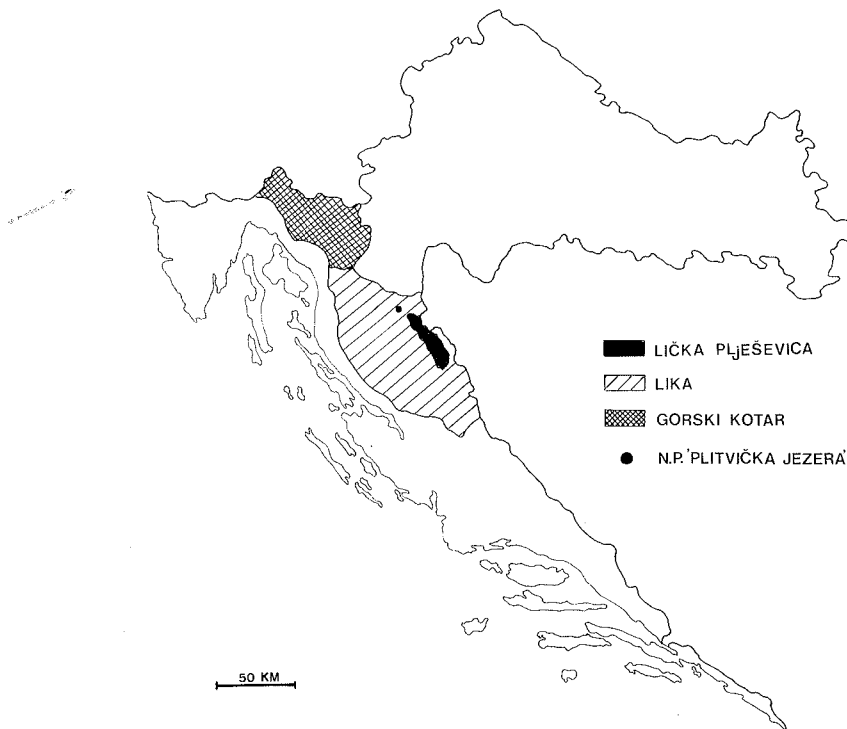 LIČKA PLjEŠEVICA
LIKA
GORSKI KOTAR
N.P. 'PLITVIČKA JEZERA'
50 KM